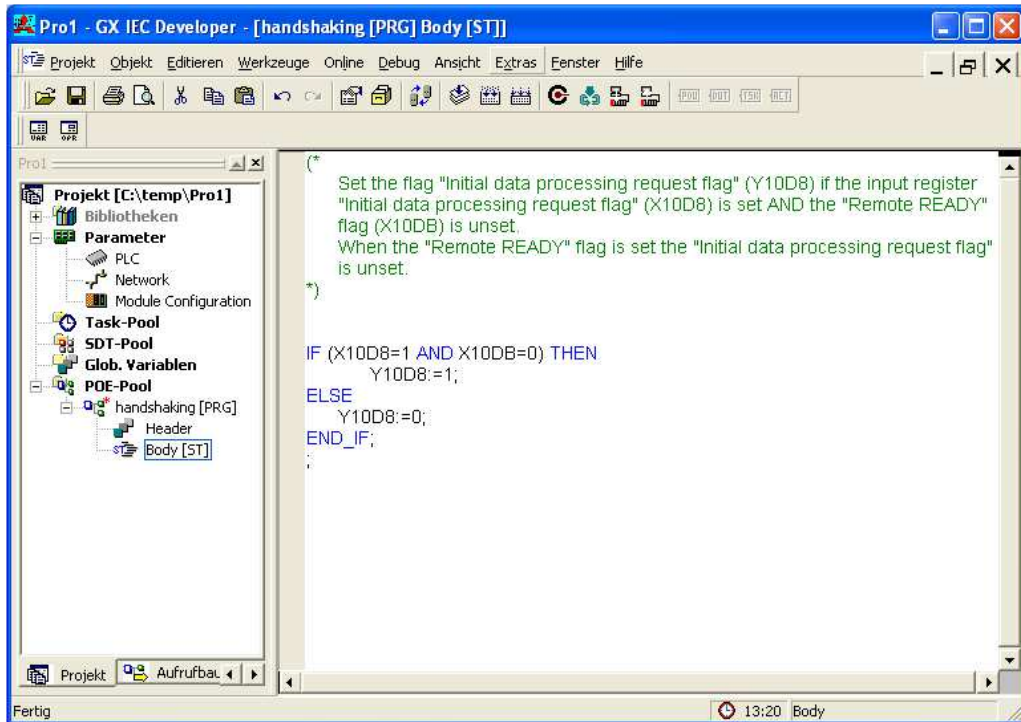 Pro1 - GX IEC Developer - [handshaking [PRG] Body [ST]]
Projekt Objekt Editieren Werkzeuge Online Debug Ansicht Extras Fenster Hilfe
VAR OPR
Pro1
Projekt [C:\temp\Pro1]
Bibliotheken
Parameter
PLC
Network
Module Configuration
Task-Pool
SDT-Pool
Glob. Variablen
POE-Pool
handshaking [PRG]
Header
ST Body [ST]
Projekt Aufrufbau
(*
Set the flag "Initial data processing request flag" (Y10D8) if the input register
"Initial data processing request flag" (X10D8) is set AND the "Remote READY"
flag (X10DB) is unset.
When the "Remote READY" flag is set the "Initial data processing request flag"
is unset.
*)
IF (X10D8=1 AND X10DB=0) THEN
Y10D8:=1;
ELSE
Y10D8:=0;
END_IF;
;
Fertig 13:20 Body